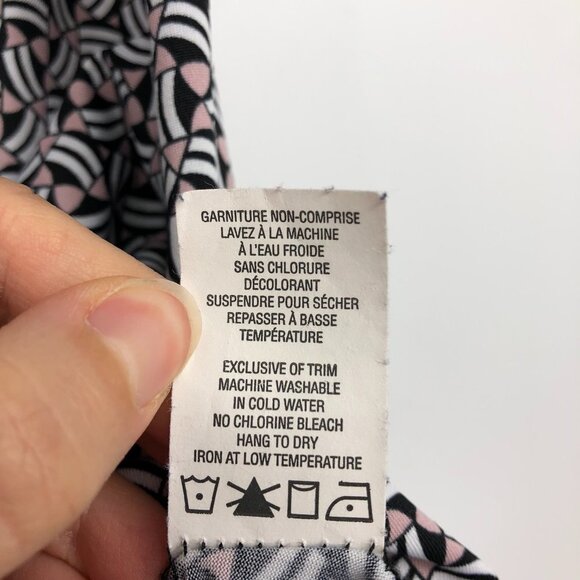 GARNITURE NON-COMPRISE
LAVEZ À LA MACHINE
À L'EAU FROIDE
SANS CHLORURE
DÉCOLORANT
SUSPENDRE POUR SÉCHER
REPASSER À BASSE
TEMPÉRATURE
EXCLUSIVE OF TRIM
MACHINE WASHABLE
IN COLD WATER
NO CHLORINE BLEACH
HANG TO DRY
IRON AT LOW TEMPERATURE